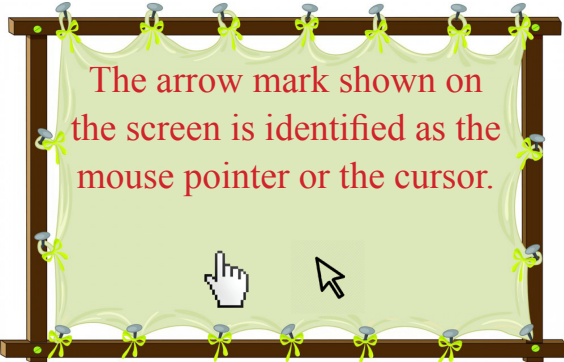 The arrow mark shown on
the screen is identified as the
mouse pointer or the cursor.